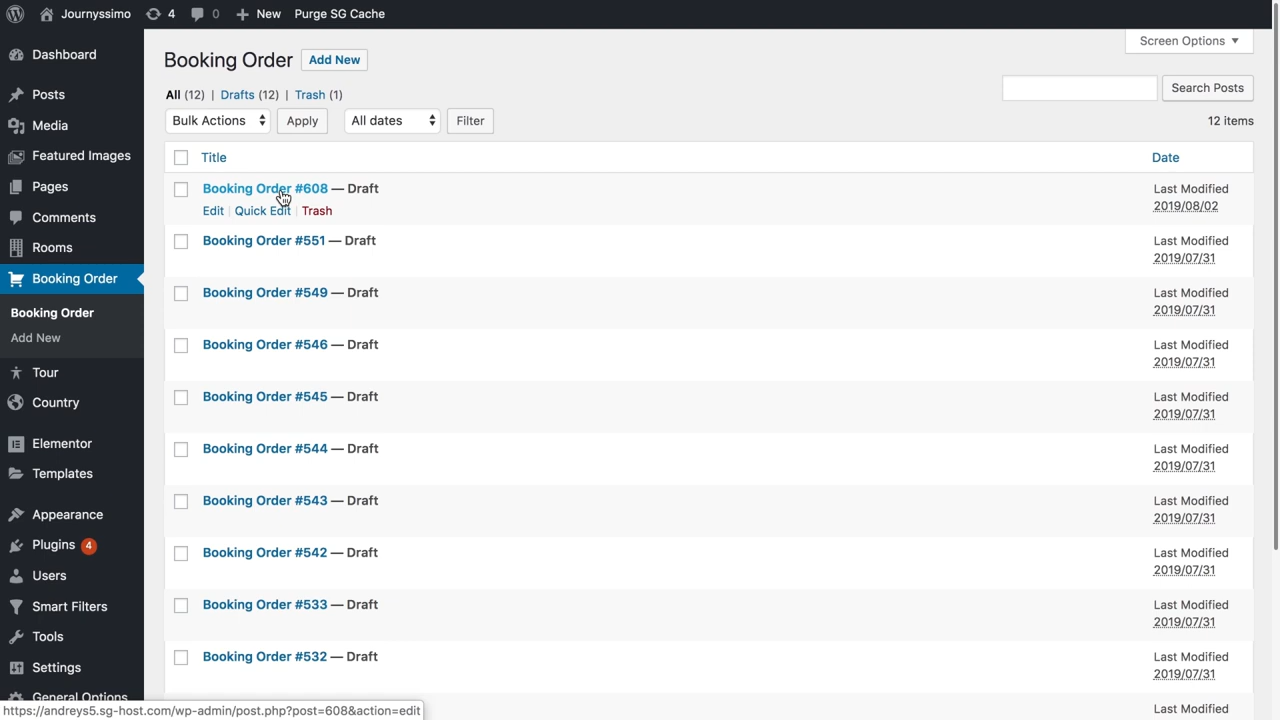 Journyssimo 4 0 New Purge SG Cache
Dashboard
Posts
Media
Featured Images
Pages
Comments
Rooms
Booking Order
Booking Order
Add New
Tour
Country
Elementor
Templates
Appearance
Plugins 4
Users
Smart Filters
Tools
Settings
General Options
Screen Options
Booking Order Add New
All (12) | Drafts (12) | Trash (1)
Search Posts
Bulk Actions Apply All dates Filter 12 items
Title Date
Booking Order #608 — Draft Last Modified
2019/08/02
Edit | Quick Edit | Trash
Booking Order #551 — Draft Last Modified
2019/07/31
Booking Order #549 — Draft Last Modified
2019/07/31
Booking Order #546 — Draft Last Modified
2019/07/31
Booking Order #545 — Draft Last Modified
2019/07/31
Booking Order #544 — Draft Last Modified
2019/07/31
Booking Order #543 — Draft Last Modified
2019/07/31
Booking Order #542 — Draft Last Modified
2019/07/31
Booking Order #533 — Draft Last Modified
2019/07/31
Booking Order #532 — Draft Last Modified
2019/07/31
Last Modified
https://andreys5.sg-host.com/wp-admin/post.php?post=608&action=edit